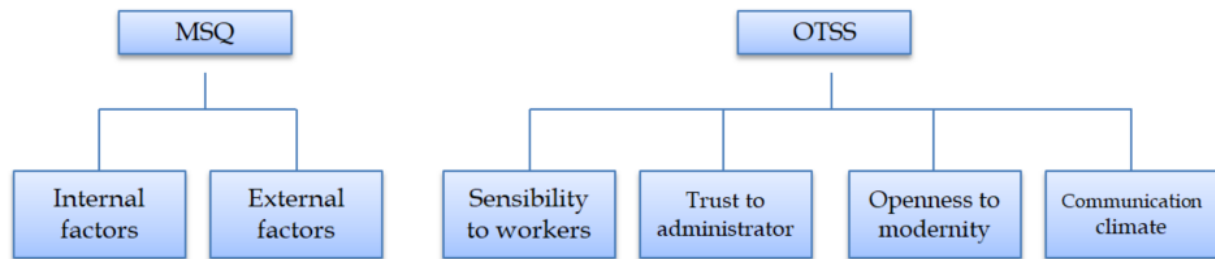 MSQ
OTSS
Internal
factors
External
factors
Sensibility
to workers
Trust to
administrator
Openness to
modernity
Communication
climate